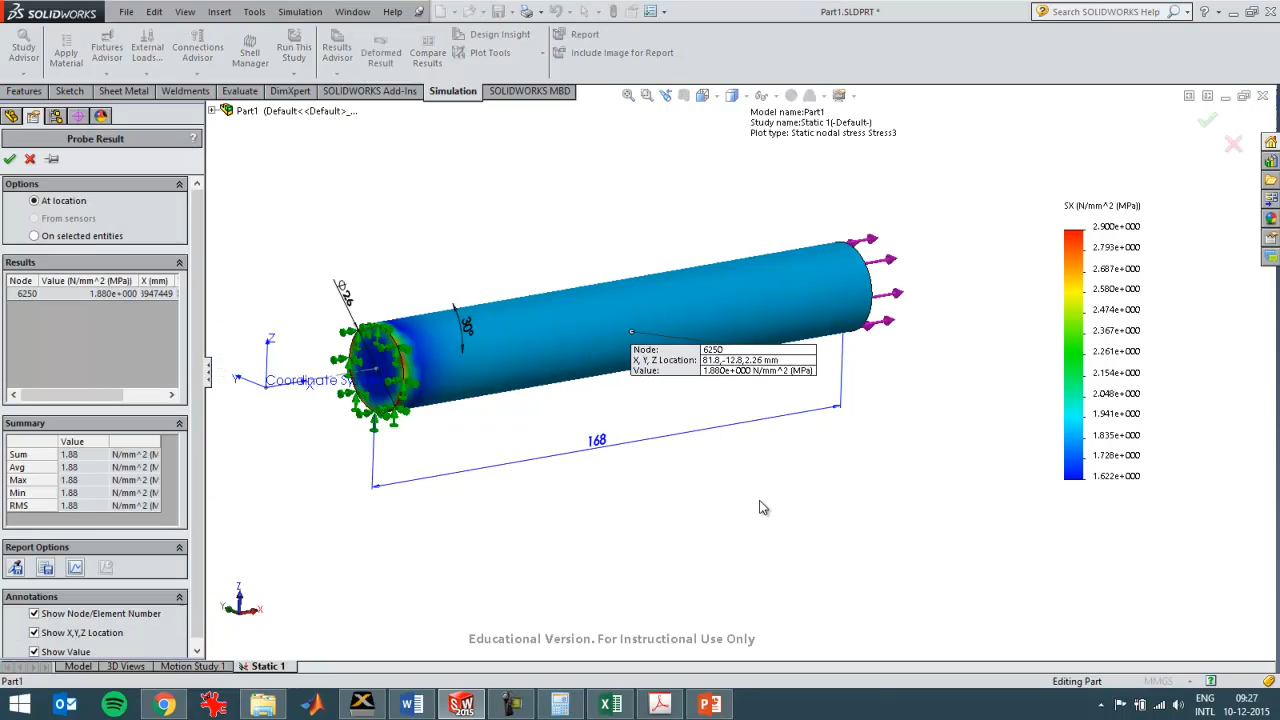 SOLIDWORKS File Edit View Insert Tools Simulation Window Help Part1.SLDPRT * Search SOLIDWORKS Help
Study Advisor
Apply Material
Fixtures Advisor
External Loads...
Connections Advisor
Shell Manager
Run This Study
Results Advisor
Deformed Result
Compare Results
Design Insight
Plot Tools
Report
Include Image for Report
Features Sketch Sheet Metal Weldments Evaluate DimXpert SOLIDWORKS Add-Ins Simulation SOLIDWORKS MBD
Part1 (Default<<Default>_...
Model name:Part1
Study name:Static 1(-Default-)
Plot type: Static nodal stress Stress3
Probe Result ?
Options
At location
From sensors
On selected entities
Results
Node Value (N/mm^2 (MPa)) X (mm)
6250 1.880e+000 3947449
Summary
Value
Sum 1.88 N/mm^2 (M
Avg 1.88 N/mm^2 (M
Max 1.88 N/mm^2 (M
Min 1.88 N/mm^2 (M
RMS 1.88 N/mm^2 (M
Report Options
Annotations
Show Node/Element Number
Show X,Y,Z Location
Show Value
Ø26
30°
Z
Y
X
Coordinate Sy
168
Node: 6250
X, Y, Z Location: 81.8,-12.8,2.26 mm
Value: 1.880e+000 N/mm^2 (MPa)
SX (N/mm^2 (MPa))
2.900e+000
2.793e+000
2.687e+000
2.580e+000
2.474e+000
2.367e+000
2.261e+000
2.154e+000
2.048e+000
1.941e+000
1.835e+000
1.728e+000
1.622e+000
Z
Y
X
Educational Version. For Instructional Use Only
Model 3D Views Motion Study 1 Static 1
Part1 Editing Part MMGS
SW 2015
ENG
INTL
09:27
10-12-2015